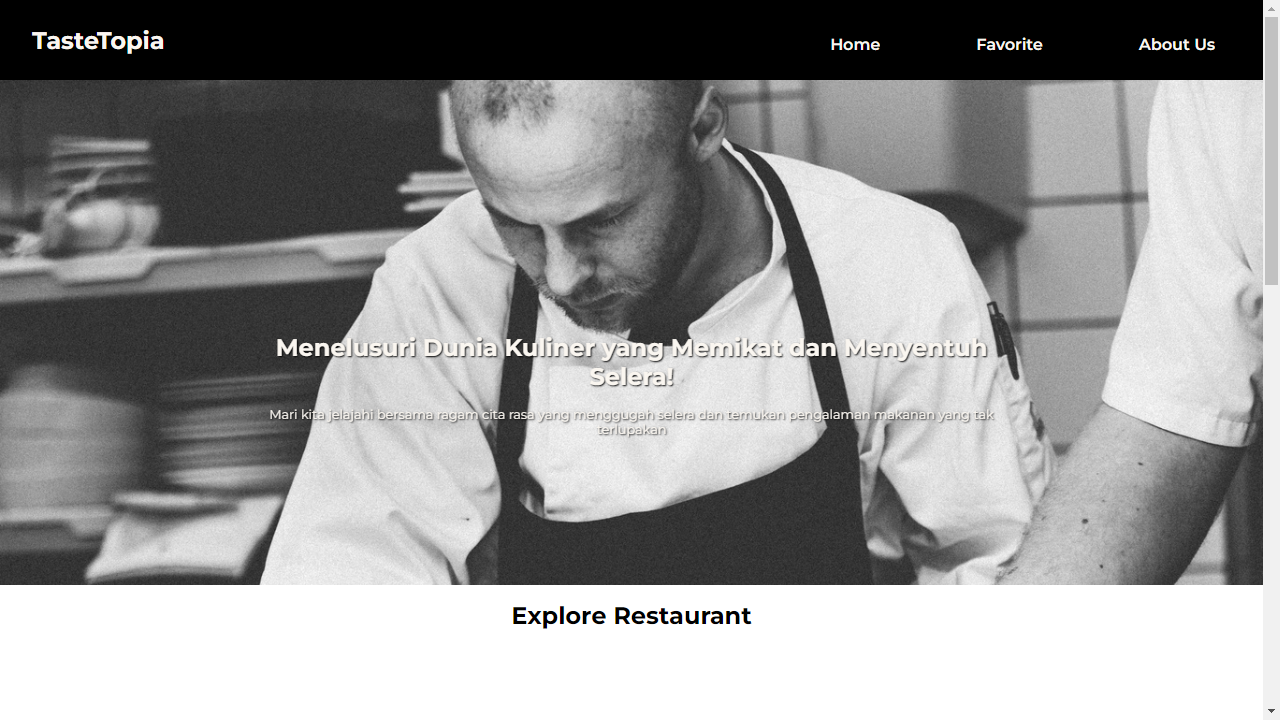 TasteTopia
Home
Favorite
About Us
Menelusuri Dunia Kuliner yang Memikat dan Menyentuh
Selera!
Mari kita jelajahi bersama ragam cita rasa yang menggugah selera dan temukan pengalaman makanan yang tak
terlupakan
Explore Restaurant